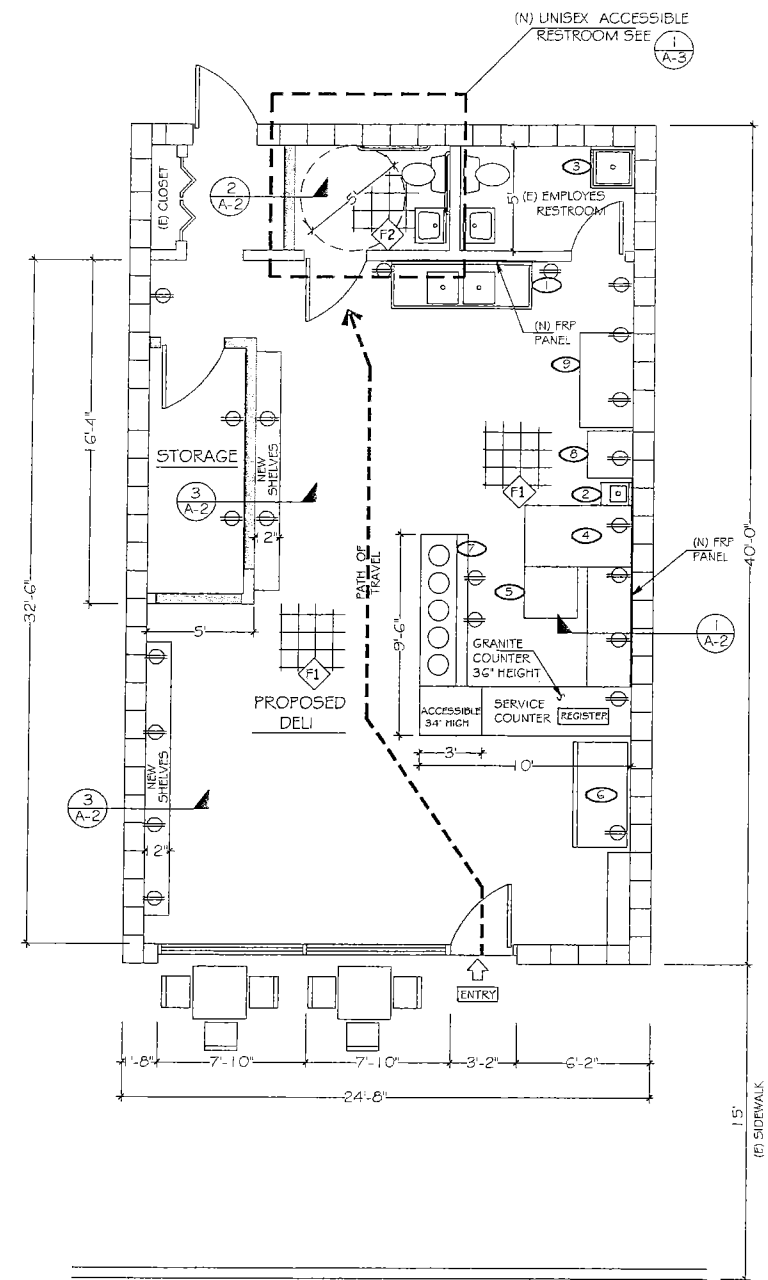 (N) UNISEX ACCESSIBLE
RESTROOM SEE
1
A-3
(E) CLOSET
2
A-2
5'
F2
5'
(E) EMPLOYES
RESTROOM
3
1
(N) FRP
PANEL
9
8
2
F1
4
(N) FRP
PANEL
STORAGE
NEW
SHELVES
3
A-2
2"
16'-4"
32'-6"
40'-0"
PATH OF
TRAVEL
7
5
9'-6"
GRANITE
COUNTER
36" HEIGHT
1
A-2
5'
F1
PROPOSED
DELI
ACCESSIBLE
34" HIGH
SERVICE
COUNTER
REGISTER
3'
10'
NEW
SHELVES
3
A-2
12"
6
ENTRY
1'-8"
7'-10"
7'-10"
3'-2"
6'-2"
24'-8"
15'
(E) SIDEWALK